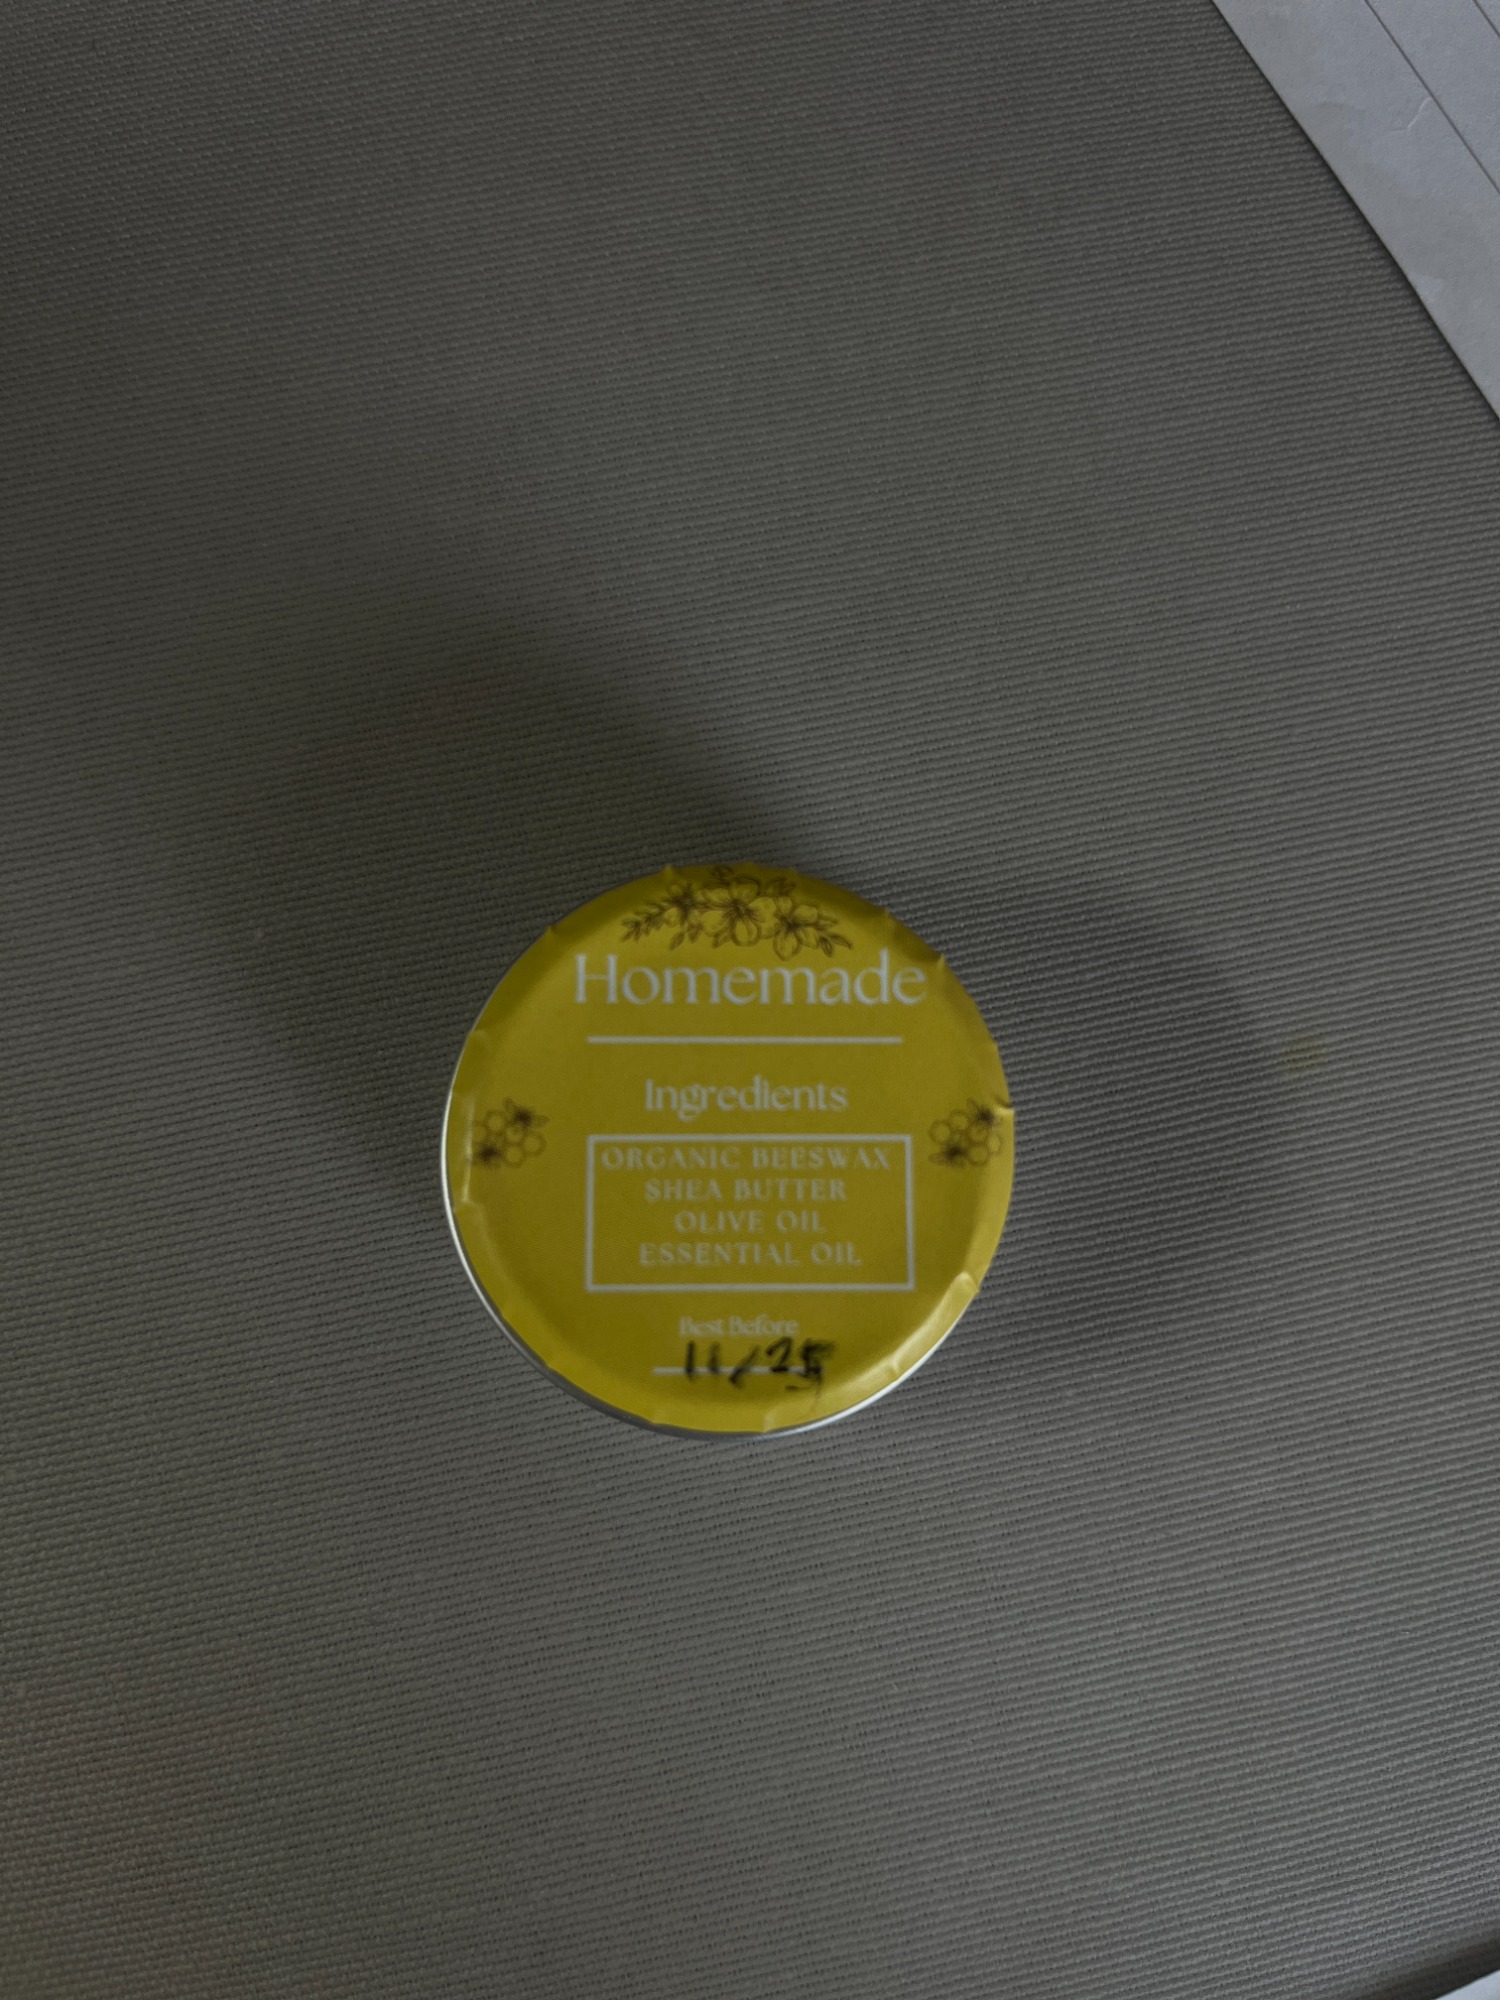 Homemade
Ingredients
ORGANIC BEESWAX
SHEA BUTTER
OLIVE OIL
ESSENTIAL OIL
Best Before
11/25